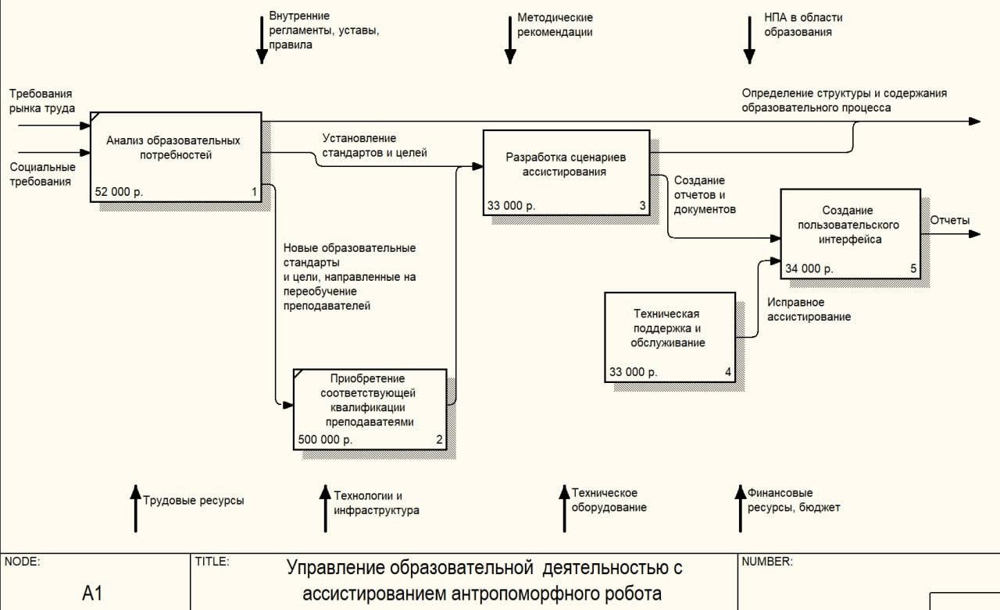 Внутренние
регламенты, уставы,
правила
Методические
рекомендации
НПА в области
образования
Требования
рынка труда
Определение структуры и содержания
образовательного процесса
Анализ образовательных
потребностей
52 000 р. 1
Установление
стандартов и целей
Разработка сценариев
ассистирования
33 000 р. 3
Социальные
требования
Создание
отчетов и
документов
Создание
пользовательского
интерфейса
34 000 р. 5
Отчеты
Новые образовательные
стандарты
и цели, направленные на
переобучение
преподавателей
Техническая
поддержка и
обслуживание
33 000 р. 4
Исправное
ассистирование
Приобретение
соответствующей
квалификации
преподаватеями
500 000 р. 2
Трудовые ресурсы
Технологии и
инфраструктура
Техническое
оборудование
Финансовые
ресурсы, бюджет
NODE:
A1
TITLE:
Управление образовательной деятельностью с
ассистированием антропоморфного робота
NUMBER: